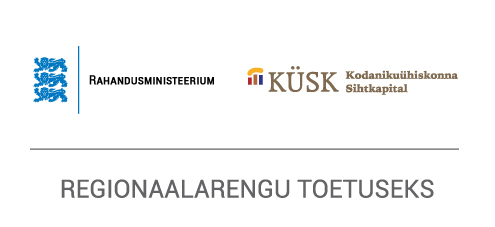 RAHANDUSMINISTEERIUM
KÜSK Kodanikuühiskonna
Sihtkapital
REGIONAALARENGU TOETUSEKS